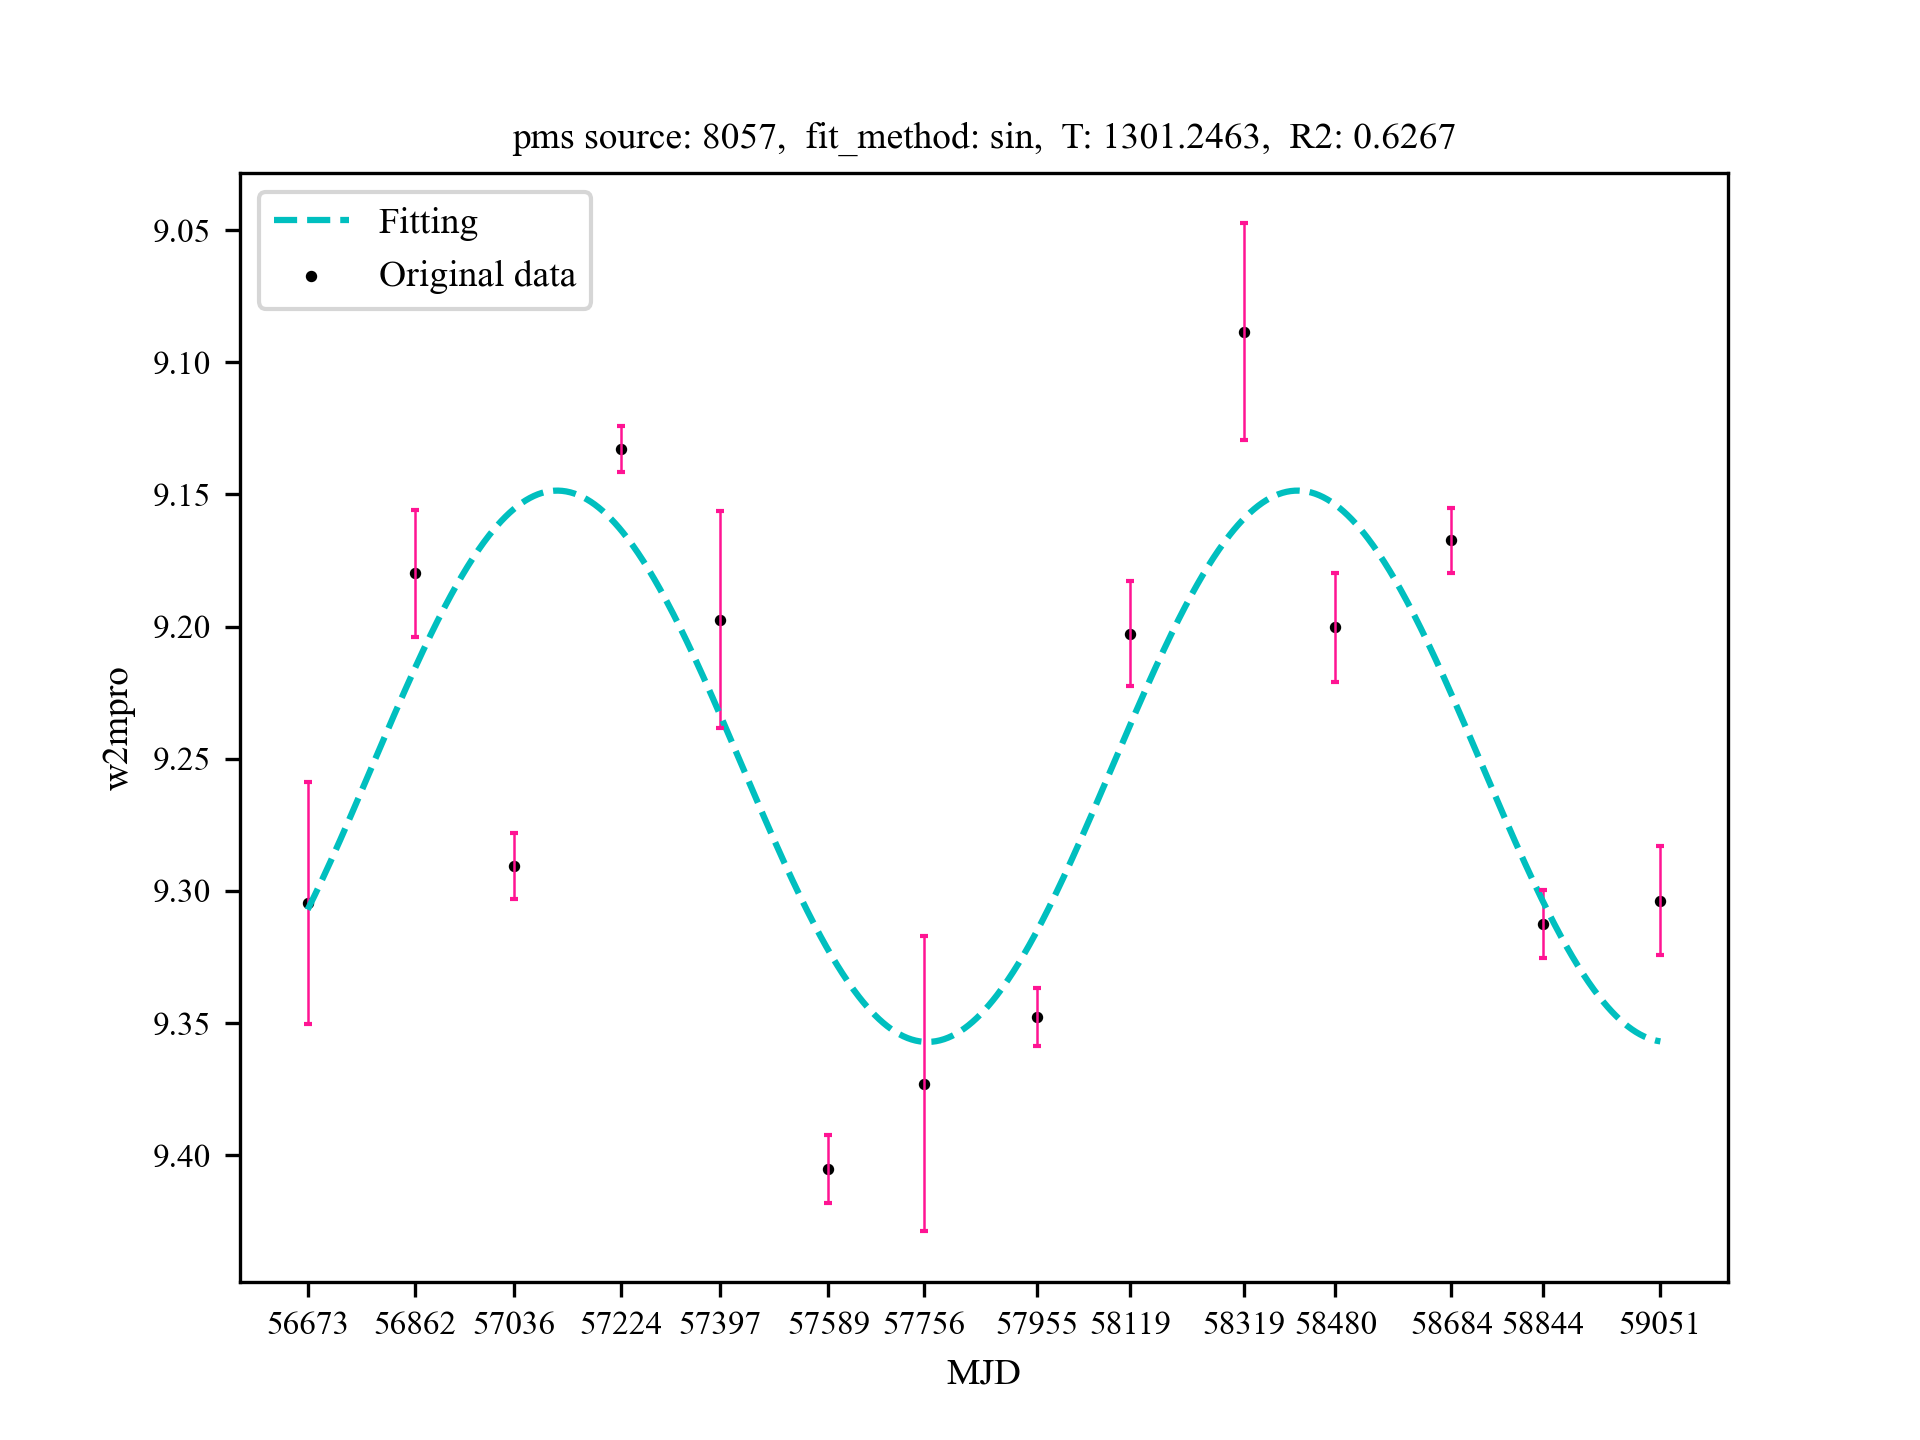 pms source: 8057,  fit_method: sin,  T: 1301.2463,  R2: 0.6267
Fitting
Original data
9.05
9.10
9.15
9.20
9.25
9.30
9.35
9.40
w2mpro
56673 56862 57036 57224 57397 57589 57756 57955 58119 58319 58480 58684 58844 59051
MJD